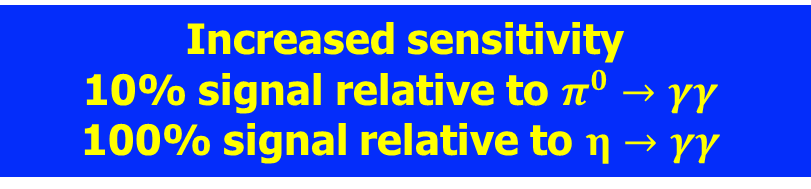 Increased sensitivity
10% signal relative to π⁰ → γγ
100% signal relative to η → γγ